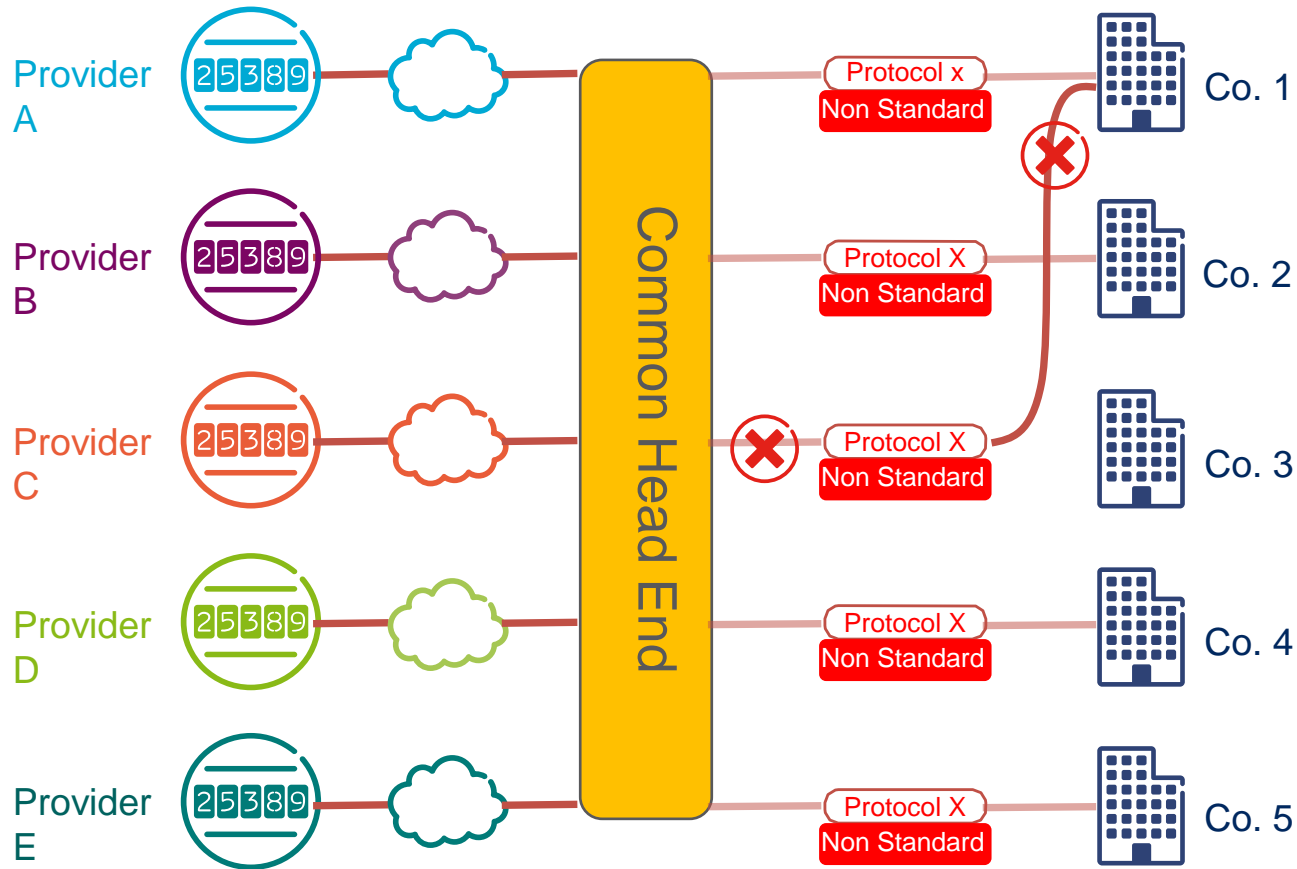 Provider
A
25389
Protocol x
Non Standard
Co. 1
Provider
B
25389
Protocol X
Non Standard
Co. 2
Common Head End
Provider
C
25389
Protocol X
Non Standard
Co. 3
Provider
D
25389
Protocol X
Non Standard
Co. 4
Provider
E
25389
Protocol X
Non Standard
Co. 5